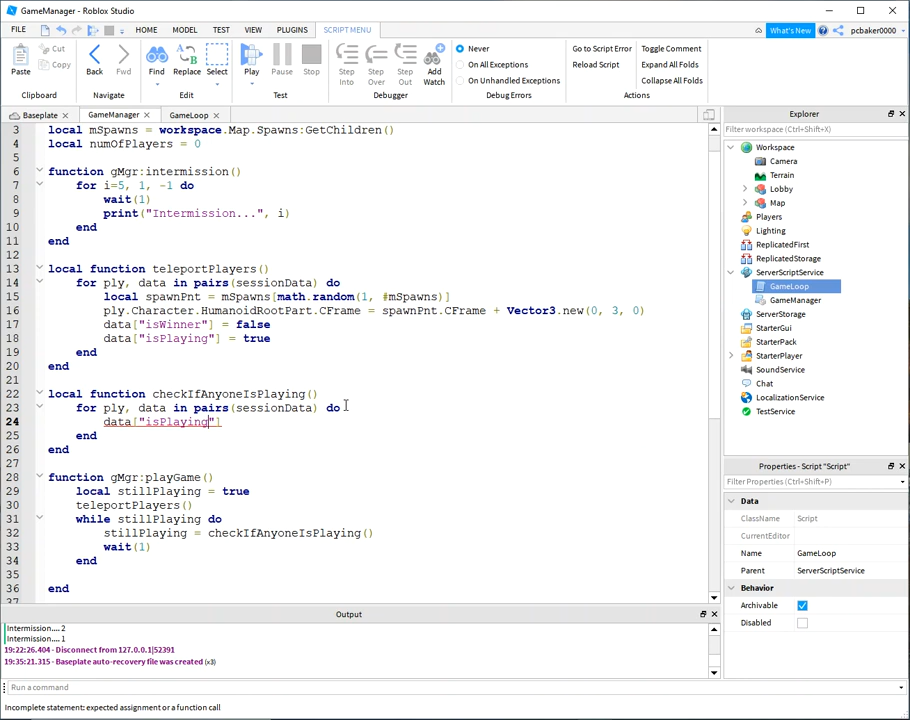 GameManager - Roblox Studio
FILE HOME MODEL TEST VIEW PLUGINS SCRIPT MENU What's New pcbaker0000
Paste Cut Copy Back Fwd Find Replace Select Play Pause Stop Step Into Step Over Step Out Add Watch Never On All Exceptions On Unhandled Exceptions Go to Script Error Reload Script Toggle Comment Expand All Folds Collapse All Folds
Clipboard Navigate Edit Test Debugger Debug Errors Actions
Baseplate GameManager GameLoop
3 local mSpawns = workspace.Map.Spawns:GetChildren()
4 local numOfPlayers = 0
5
6 function gMgr:intermission()
7 for i=5, 1, -1 do
8 wait(1)
9 print("Intermission...", i)
10 end
11 end
12
13 local function teleportPlayers()
14 for ply, data in pairs(sessionData) do
15 local spawnPnt = mSpawns[math.random(1, #mSpawns)]
16 ply.Character.HumanoidRootPart.CFrame = spawnPnt.CFrame + Vector3.new(0, 3, 0)
17 data["isWinner"] = false
18 data["isPlaying"] = true
19 end
20 end
21
22 local function checkIfAnyoneIsPlaying()
23 for ply, data in pairs(sessionData) do
24 data["isPlaying"]
25 end
26 end
27
28 function gMgr:playGame()
29 local stillPlaying = true
30 teleportPlayers()
31 while stillPlaying do
32 stillPlaying = checkIfAnyoneIsPlaying()
33 wait(1)
34 end
35
36 end
37
Explorer
Filter workspace (Ctrl+Shift+X)
Workspace
Camera
Terrain
Lobby
Map
Players
Lighting
ReplicatedFirst
ReplicatedStorage
ServerScriptService
GameLoop
GameManager
ServerStorage
StarterGui
StarterPack
StarterPlayer
SoundService
Chat
LocalizationService
TestService
Properties - Script "Script"
Filter Properties (Ctrl+Shift+P)
Data
ClassName Script
CurrentEditor
Name GameLoop
Parent ServerScriptService
Behavior
Archivable
Disabled
Output
Intermission... 2
Intermission... 1
19:22:26.404 - Disconnect from 127.0.0.1|52391
19:35:21.315 - Baseplate auto-recovery file was created (x3)
Run a command
Incomplete statement: expected assignment or a function call